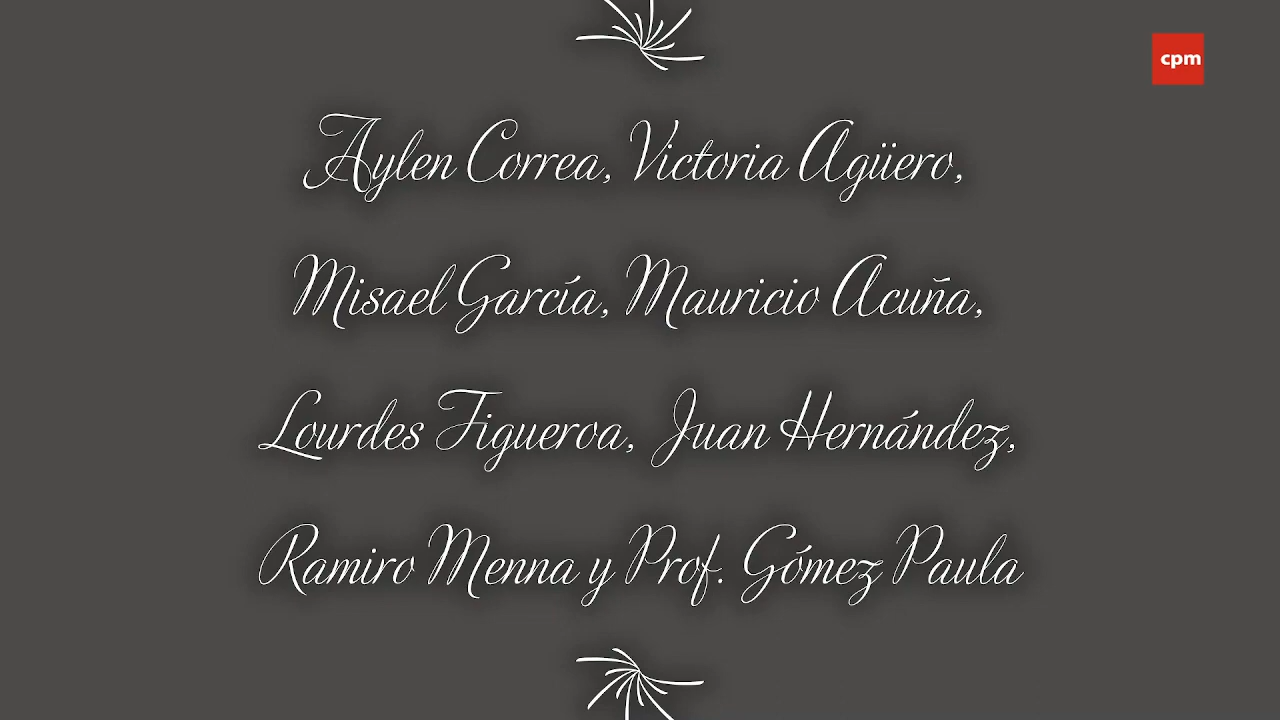 cpm
Aylen Correa, Victoria Agüero,
Misael García, Mauricio Acuña,
Lourdes Figueroa, Juan Hernández,
Ramiro Menna y Prof. Gómez Paula